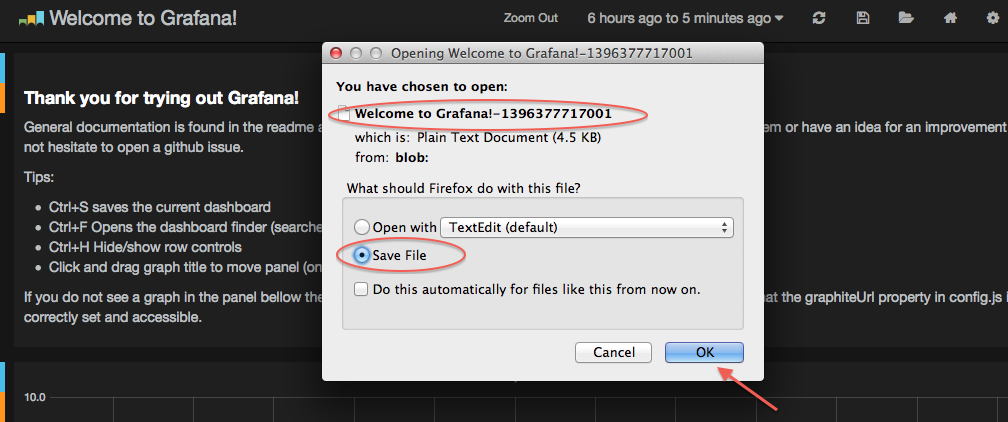 Welcome to Grafana!
Zoom Out
6 hours ago to 5 minutes ago
Opening Welcome to Grafana!-1396377717001
You have chosen to open:
Welcome to Grafana!-1396377717001
which is: Plain Text Document (4.5 KB)
from: blob:
What should Firefox do with this file?
Open with TextEdit (default)
Save File
Do this automatically for files like this from now on.
Cancel OK
Thank you for trying out Grafana!
General documentation is found in the readme a em or have an idea for an improvement
not hesitate to open a github issue.
Tips:
• Ctrl+S saves the current dashboard
• Ctrl+F Opens the dashboard finder (searche
• Ctrl+H Hide/show row controls
• Click and drag graph title to move panel (on
If you do not see a graph in the panel bellow the at the graphiteUrl property in config.js i
correctly set and accessible.
10.0